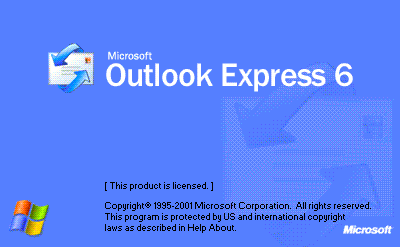 Microsoft
Outlook Express 6
[ This product is licensed. ]
Copyright© 1995-2001 Microsoft Corporation. All rights reserved.
This program is protected by US and international copyright
laws as described in Help About.
Microsoft